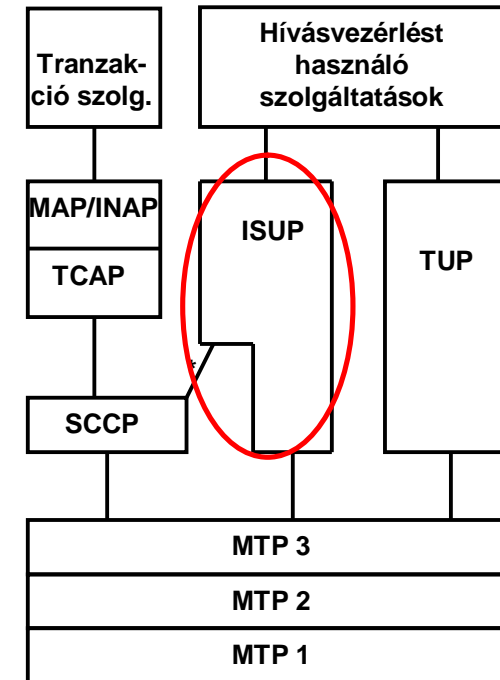 Tranzak-
ció szolg.
Hívásvezérlést
használó
szolgáltatások
MAP/INAP
TCAP
ISUP
TUP
*
SCCP
MTP 3
MTP 2
MTP 1